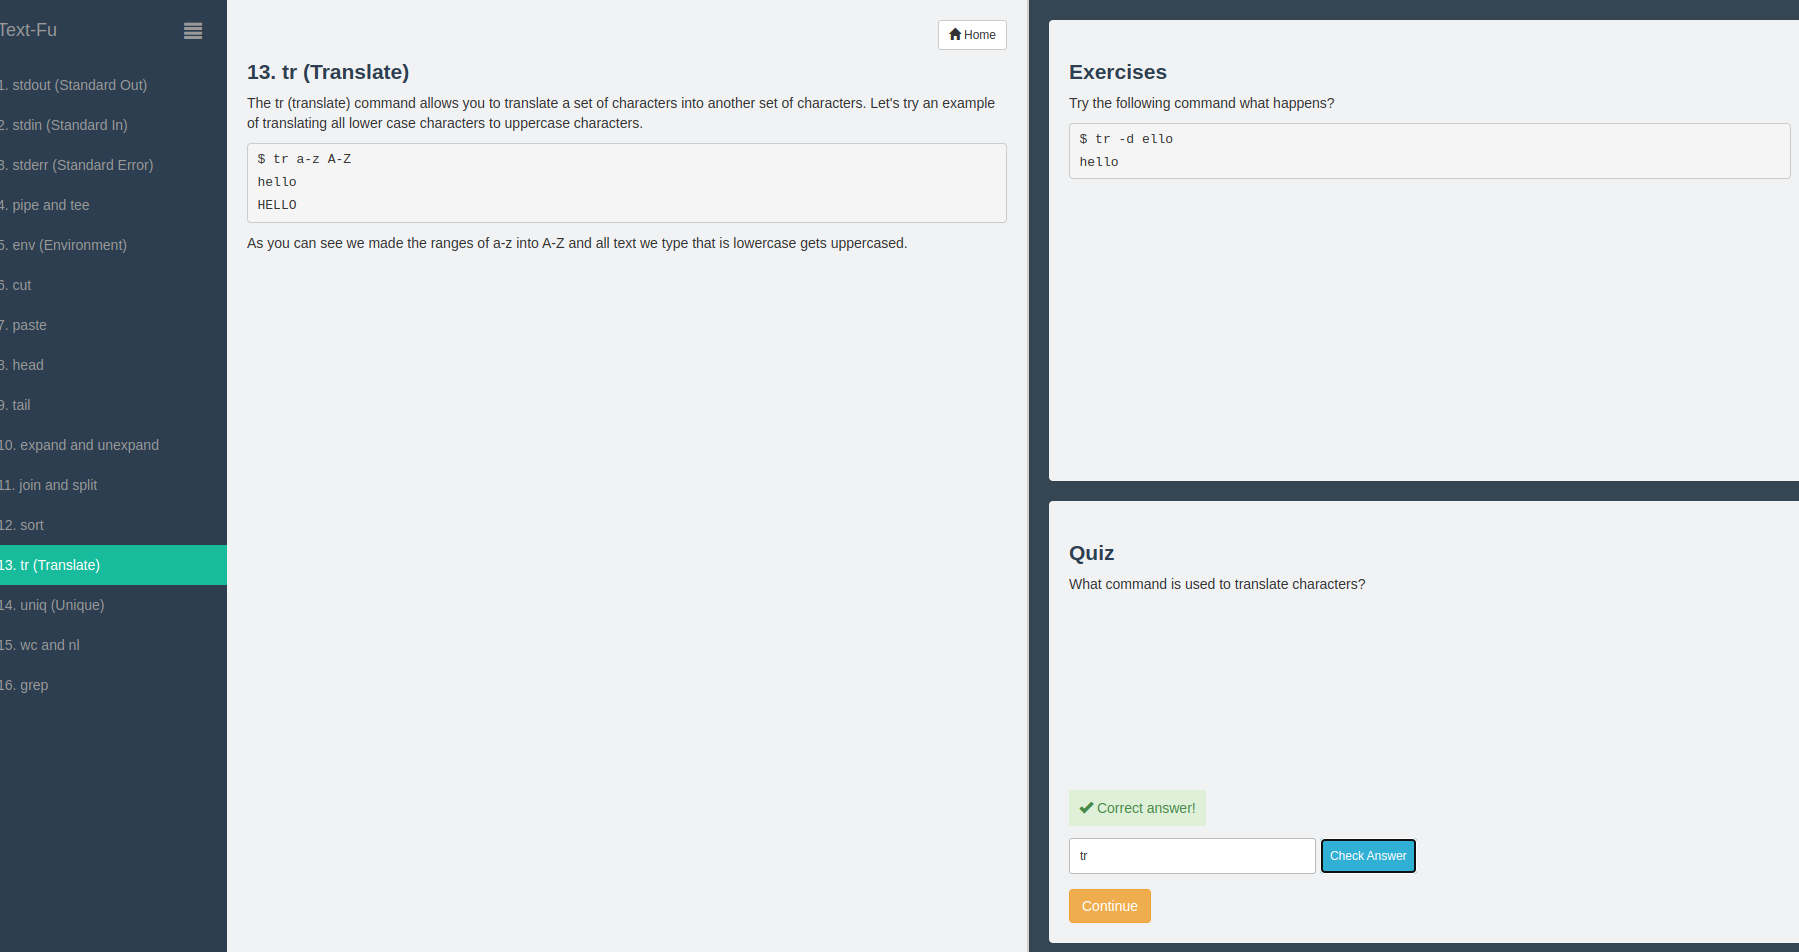 Text-Fu
1. stdout (Standard Out)
2. stdin (Standard In)
3. stderr (Standard Error)
4. pipe and tee
5. env (Environment)
6. cut
7. paste
8. head
9. tail
10. expand and unexpand
11. join and split
12. sort
13. tr (Translate)
14. uniq (Unique)
15. wc and nl
16. grep
Home
13. tr (Translate)
The tr (translate) command allows you to translate a set of characters into another set of characters. Let's try an example
of translating all lower case characters to uppercase characters.
$ tr a-z A-Z
hello
HELLO
As you can see we made the ranges of a-z into A-Z and all text we type that is lowercase gets uppercased.
Exercises
Try the following command what happens?
$ tr -d ello
hello
Quiz
What command is used to translate characters?
Correct answer!
tr
Check Answer
Continue